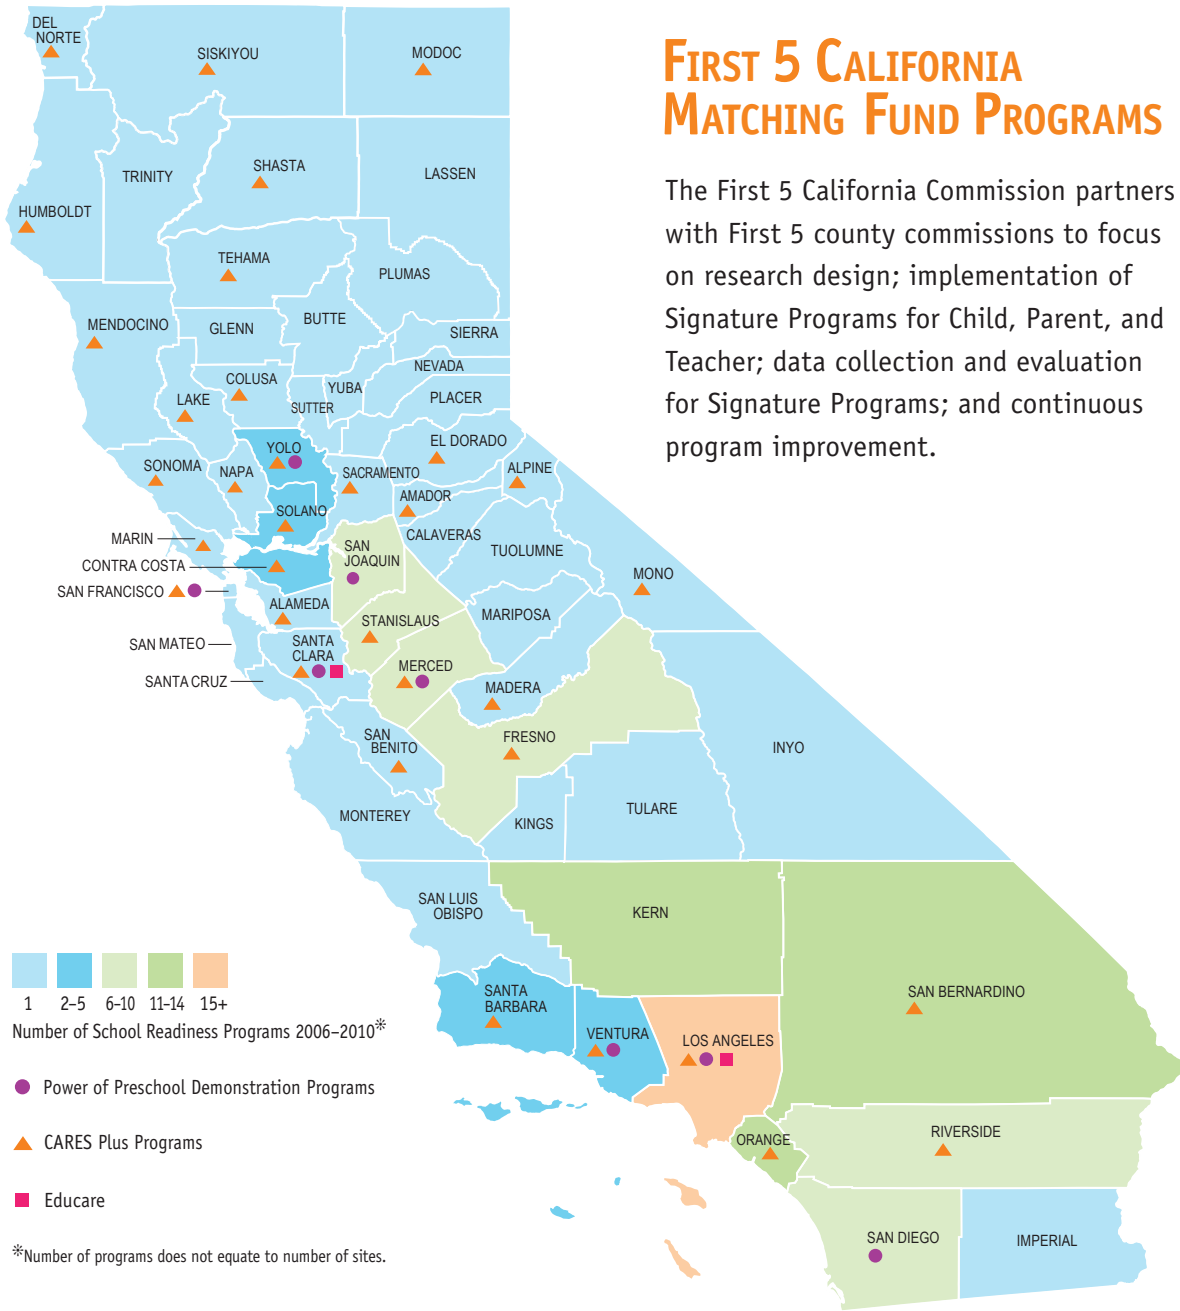 FIRST 5 CALIFORNIA
MATCHING FUND PROGRAMS
The First 5 California Commission partners
with First 5 county commissions to focus
on research design; implementation of
Signature Programs for Child, Parent, and
Teacher; data collection and evaluation
for Signature Programs; and continuous
program improvement.
DEL
NORTE
SISKIYOU
MODOC
TRINITY
SHASTA
LASSEN
HUMBOLDT
TEHAMA
PLUMAS
MENDOCINO
GLENN
BUTTE
SIERRA
NEVADA
COLUSA
YUBA
LAKE
SUTTER
PLACER
YOLO
EL DORADO
SONOMA
NAPA
SACRAMENTO
ALPINE
AMADOR
SOLANO
MARIN
CALAVERAS
SAN
JOAQUIN
TUOLUMNE
CONTRA COSTA
MONO
SAN FRANCISCO
ALAMEDA
STANISLAUS
MARIPOSA
SAN MATEO
SANTA
CLARA
MERCED
SANTA CRUZ
MADERA
SAN
BENITO
FRESNO
INYO
MONTEREY
KINGS
TULARE
SAN LUIS
OBISPO
KERN
SANTA
BARBARA
SAN BERNARDINO
VENTURA
LOS ANGELES
ORANGE
RIVERSIDE
SAN DIEGO
IMPERIAL
1 2–5 6–10 11–14 15+
Number of School Readiness Programs 2006–2010※
Power of Preschool Demonstration Programs
CARES Plus Programs
Educare
※Number of programs does not equate to number of sites.